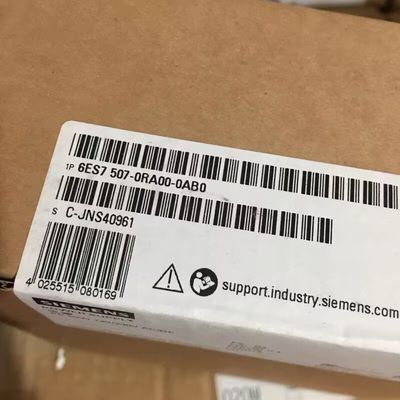 1P 6ES7 507-0RA00-0AB0
S C-JNS40961
4 025515 080169
support.industry.siemens.com
SIEMENS